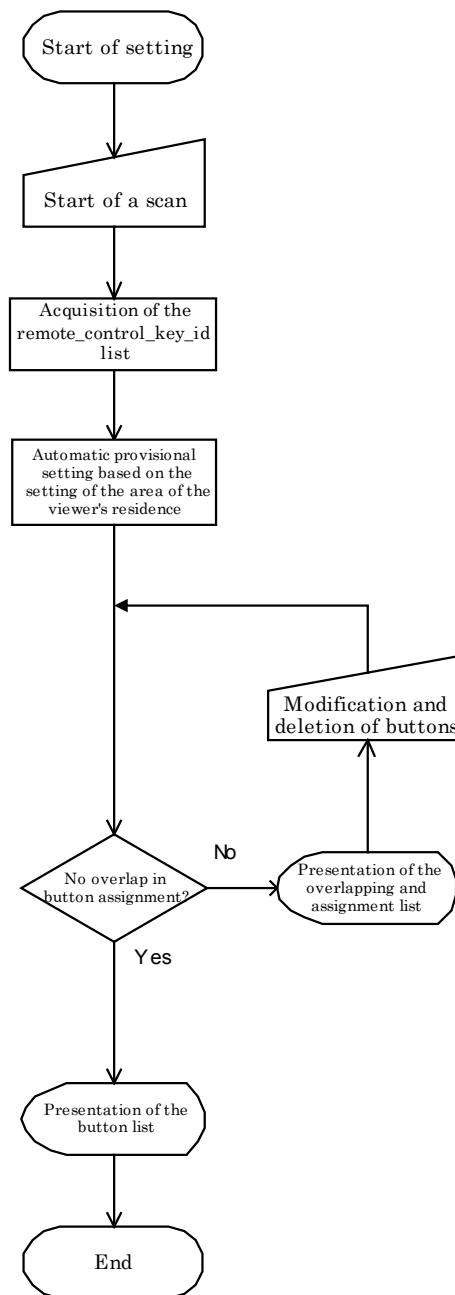 Start of setting
Start of a scan
Acquisition of the
remote_control_key_id
list
Automatic provisional
setting based on the
setting of the area of the
viewer's residence
Modification and
deletion of buttons
No
No overlap in
button assignment?
Presentation of the
overlapping and
assignment list
Yes
Presentation of the
button list
End